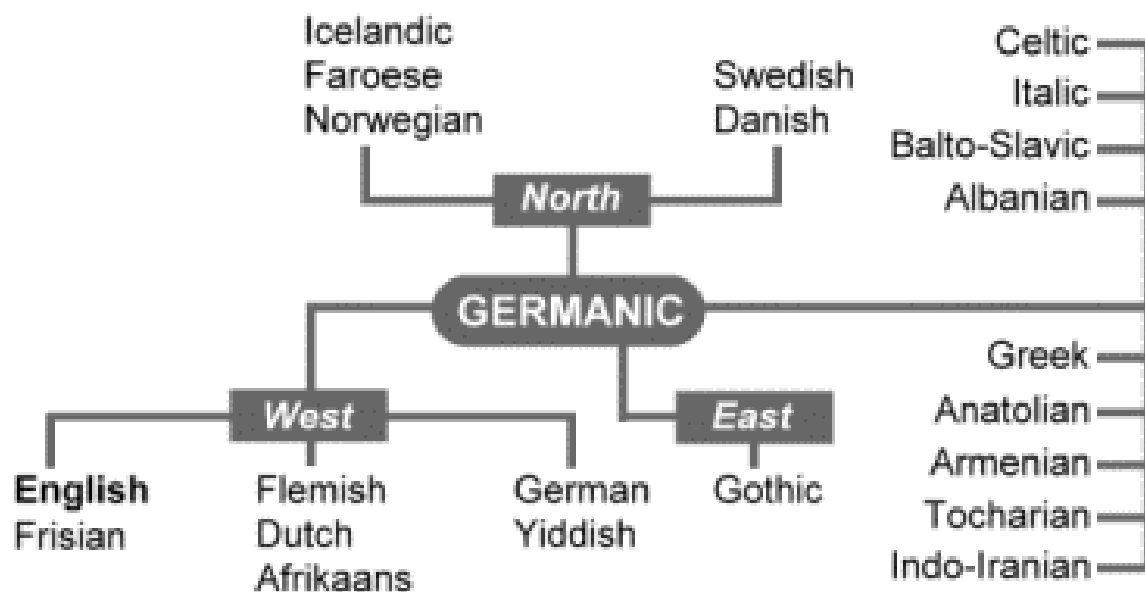 Icelandic
Faroese
Norwegian
Swedish
Danish
North
GERMANIC
West
East
English
Frisian
Flemish
Dutch
Afrikaans
German
Yiddish
Gothic
Celtic
Italic
Balto-Slavic
Albanian
Greek
Anatolian
Armenian
Tocharian
Indo-Iranian